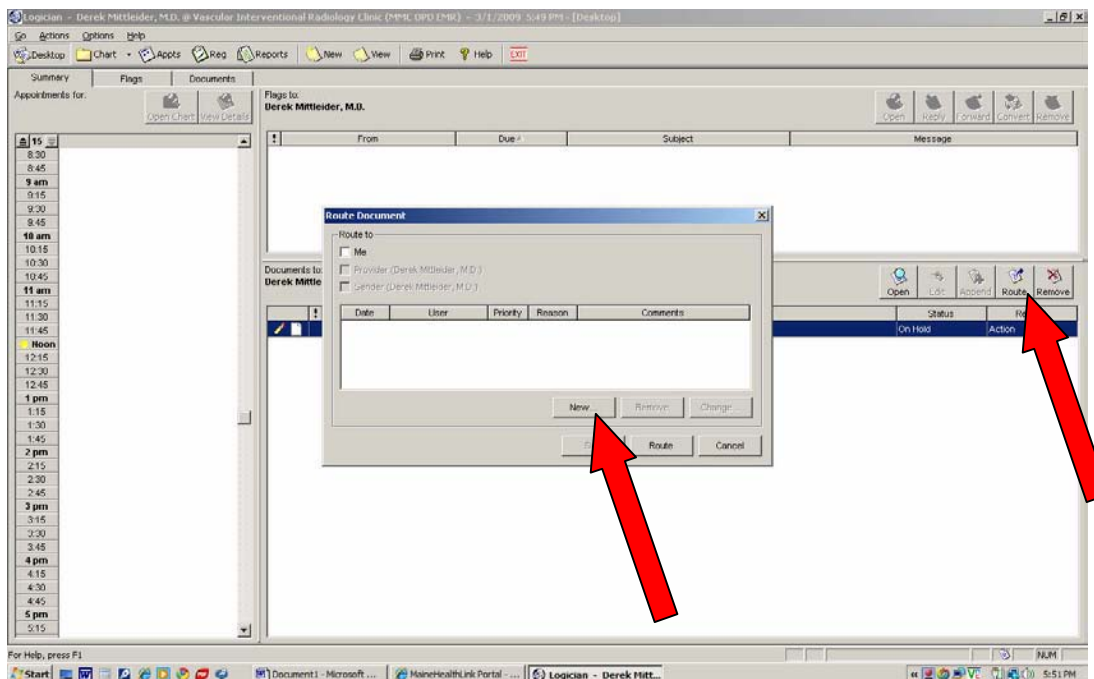 Logician - Derek Mittleider, M.D. @ Vascular Interventional Radiology Clinic (MMC OPD EMR) - 3/1/2009 5:49 PM - [Desktop]
Go Actions Options Help
Desktop Chart Appts Reg Reports New View Print Help EXIT
Summary Flags Documents
Appointments for:
Open Chart View Details
Flags to:
Derek Mittleider, M.D.
Open Reply Forward Convert Remove
! From Due Subject Message
15
8:30
8:45
9 am
9:15
9:30
9:45
10 am
10:15
10:30
10:45
11 am
11:15
11:30
11:45
Noon
12:15
12:30
12:45
1 pm
1:15
1:30
1:45
2 pm
2:15
2:30
2:45
3 pm
3:15
3:30
3:45
4 pm
4:15
4:30
4:45
5 pm
5:15
Route Document
Route to
Me
Provider (Derek Mittleider, M.D.)
Sender (Derek Mittleider, M.D.)
Date User Priority Reason Comments
New... Remove Change...
Route Cancel
Documents to:
Derek Mittle
Open Edit Append Route Remove
! Status Re
On Hold Action
For Help, press F1
NUM
Start Document1 - Microsoft ... MaineHealthLink Portal - ... Logician - Derek Mitt... 5:51 PM